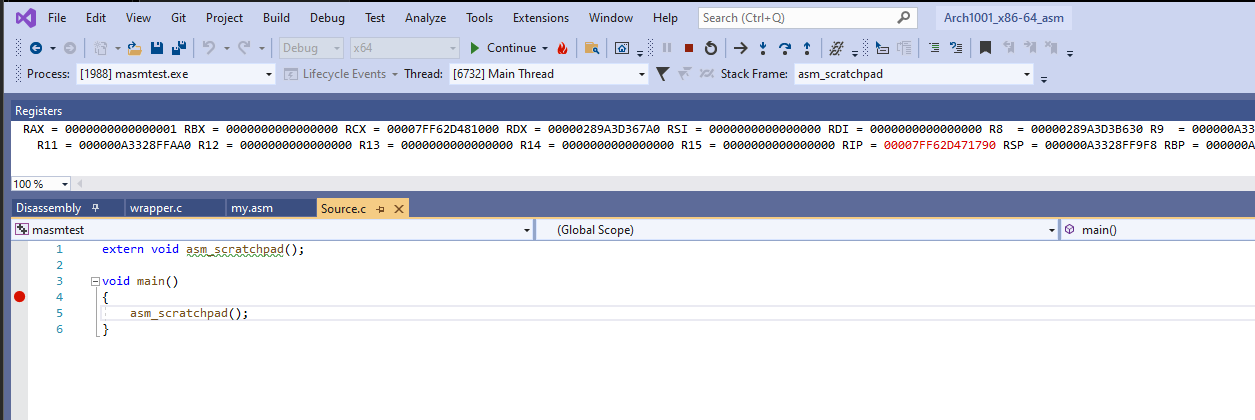 File Edit View Git Project Build Debug Test Analyze Tools Extensions Window Help Search (Ctrl+Q) Arch1001_x86-64_asm
Debug x64 Continue
Process: [1988] masmtest.exe Lifecycle Events Thread: [6732] Main Thread Stack Frame: asm_scratchpad
Registers
RAX = 0000000000000001 RBX = 0000000000000000 RCX = 00007FF62D481000 RDX = 00000289A3D367A0 RSI = 0000000000000000 RDI = 0000000000000000 R8 = 00000289A3D3B630 R9 = 000000A33
R11 = 000000A3328FFAA0 R12 = 0000000000000000 R13 = 0000000000000000 R14 = 0000000000000000 R15 = 0000000000000000 RIP = 00007FF62D471790 RSP = 000000A3328FF9F8 RBP = 000000A
100 %
Disassembly wrapper.c my.asm Source.c
masmtest (Global Scope) main()
1 extern void asm_scratchpad();
2
3 void main()
4 {
5 asm_scratchpad();
6 }